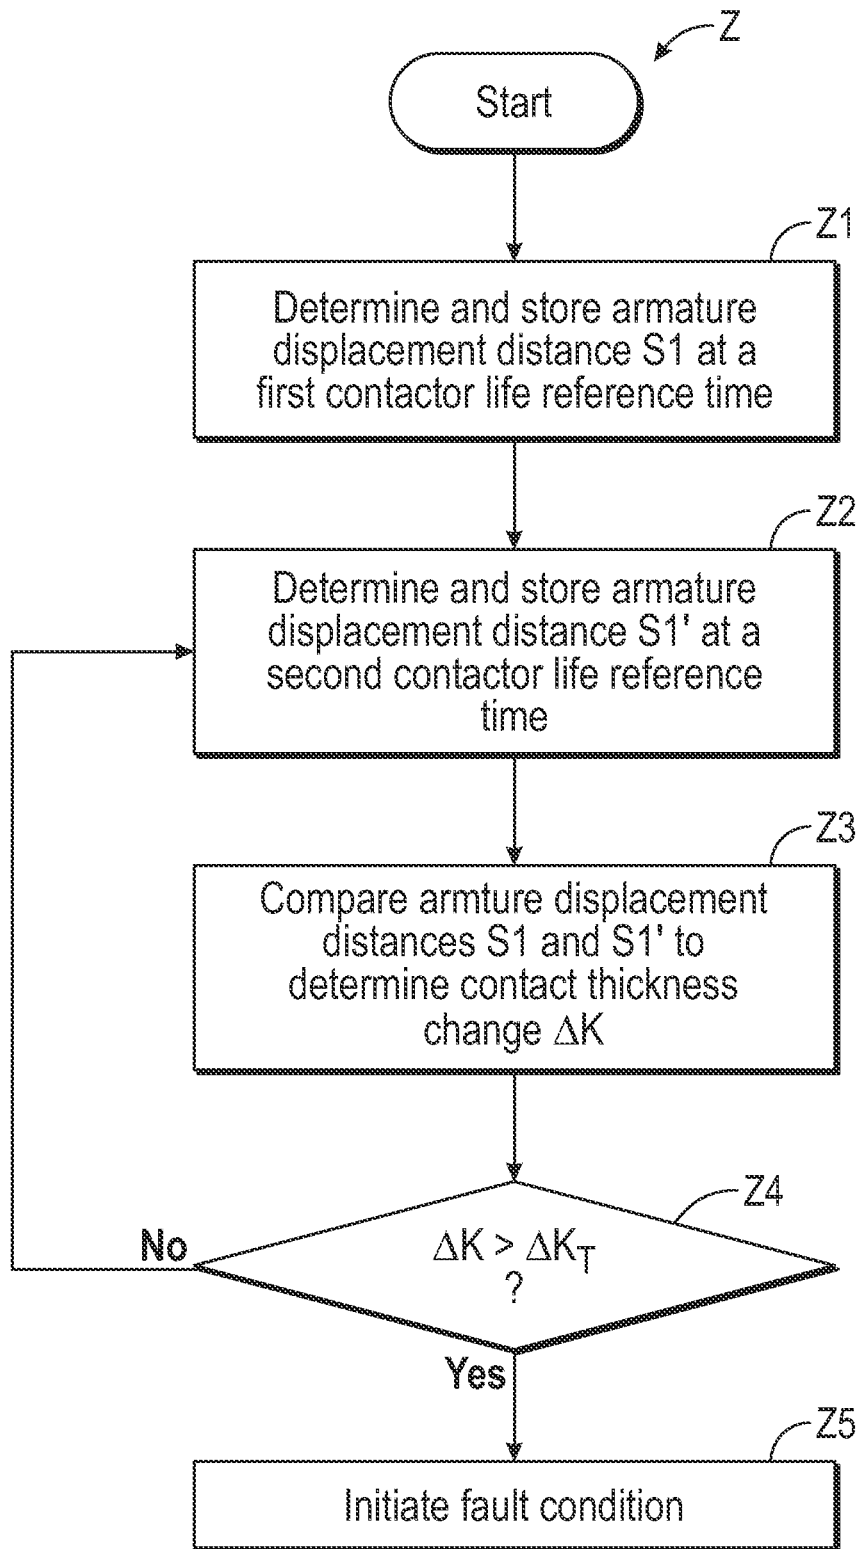 Z
Start
Z1
Determine and store armature
displacement distance S1 at a
first contactor life reference time
Z2
Determine and store armature
displacement distance S1' at a
second contactor life reference
time
Z3
Compare armture displacement
distances S1 and S1' to
determine contact thickness
change ΔK
Z4
No
ΔK > ΔK_T
?
Yes
Z5
Initiate fault condition